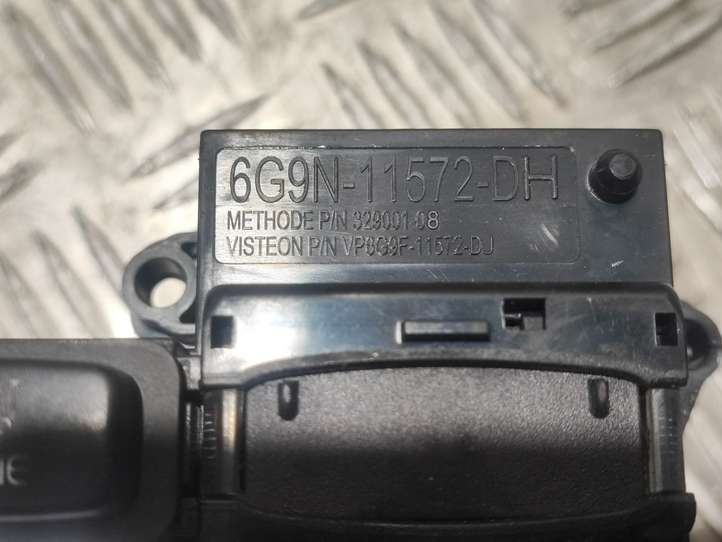 6G9N-11572-DH
METHODE P/N 329001-08
VISTEON P/N VP6G9F-11572-DJ